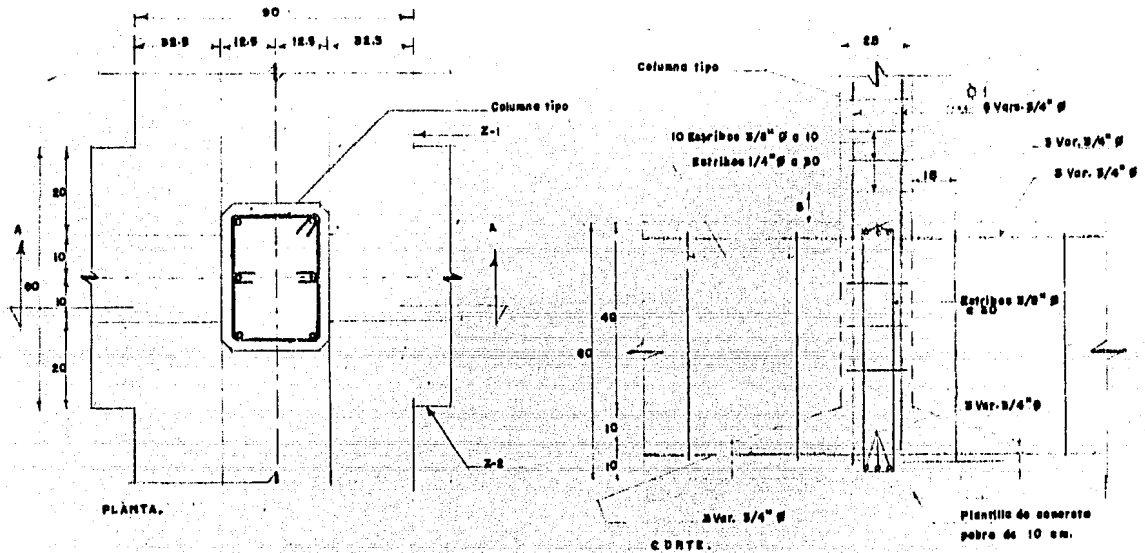 90
32.5 12.5 12.5 32.5
Columna tipo
Z-1
20
10
60
10
20
A
A
Z-2
PLANTA.
25
Columna tipo
6 Vars. 3/4" Ø
10 Estribos 3/8" Ø a 10
Estribos 1/4" Ø a 30
3 Var. 3/4" Ø
3 Var. 3/4" Ø
15
5
40
60
10
10
Estribos 3/8" Ø
a 30
3 Var. 3/4" Ø
Var. 3/4" Ø
Plantilla de concreto
pobre de 10 cm.
CORTE.